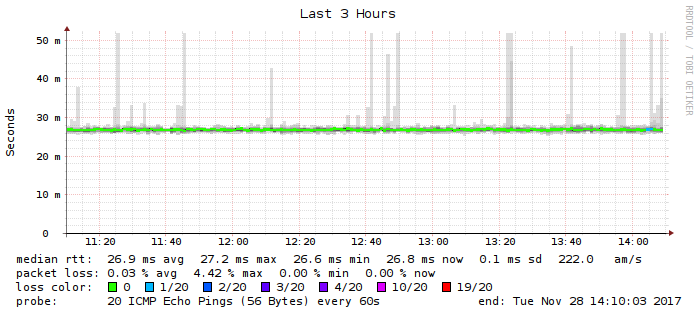 Last 3 Hours
RRDTOOL / TOBI OETIKER
Seconds
50 m
40 m
30 m
20 m
10 m
0
11:20 11:40 12:00 12:20 12:40 13:00 13:20 13:40 14:00
median rtt: 26.9 ms avg 27.2 ms max 26.6 ms min 26.8 ms now 0.1 ms sd 222.0 am/s
packet loss: 0.03 % avg 4.42 % max 0.00 % min 0.00 % now
loss color: 0 1/20 2/20 3/20 4/20 10/20 19/20
probe: 20 ICMP Echo Pings (56 Bytes) every 60s end: Tue Nov 28 14:10:03 2017